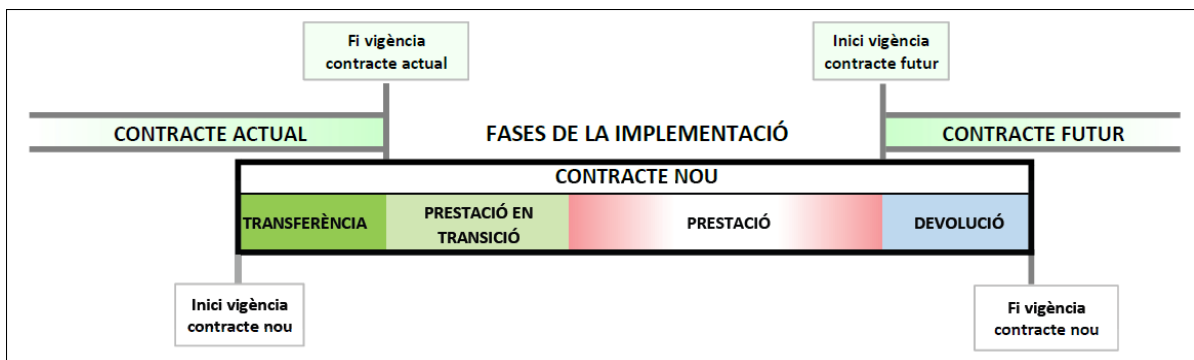 Fi vigència
contracte actual
Inici vigència
contracte futur
CONTRACTE ACTUAL
FASES DE LA IMPLEMENTACIÓ
CONTRACTE FUTUR
CONTRACTE NOU
TRANSFERÈNCIA
PRESTACIÓ EN
TRANSICIÓ
PRESTACIÓ
DEVOLUCIÓ
Inici vigència
contracte nou
Fi vigència
contracte nou